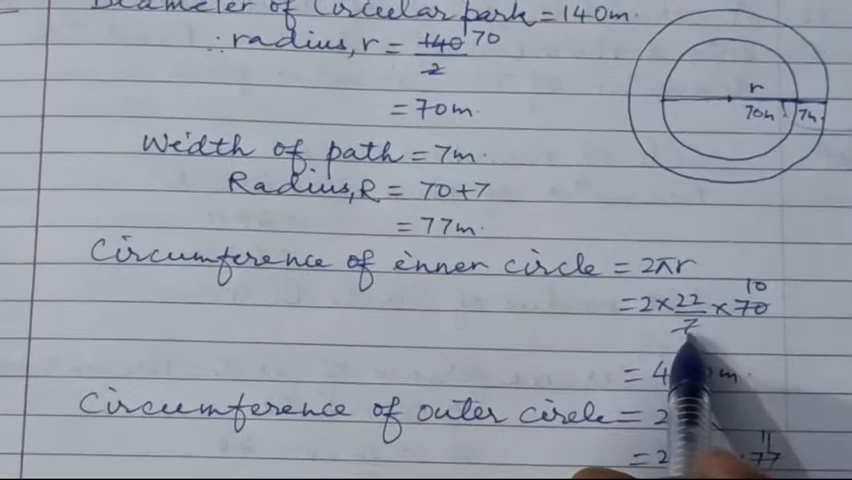 Diameter of Circular park = 140m.
∴ radius, r = 140/2 70
= 70m.
Width of path = 7m.
Radius, R = 70+7
= 77m.
Circumference of inner circle = 2πr
= 2 × 22/7 × 70 10
= 4 m.
Circumference of outer circle = 2
= 2 77 11
r
70m 7m